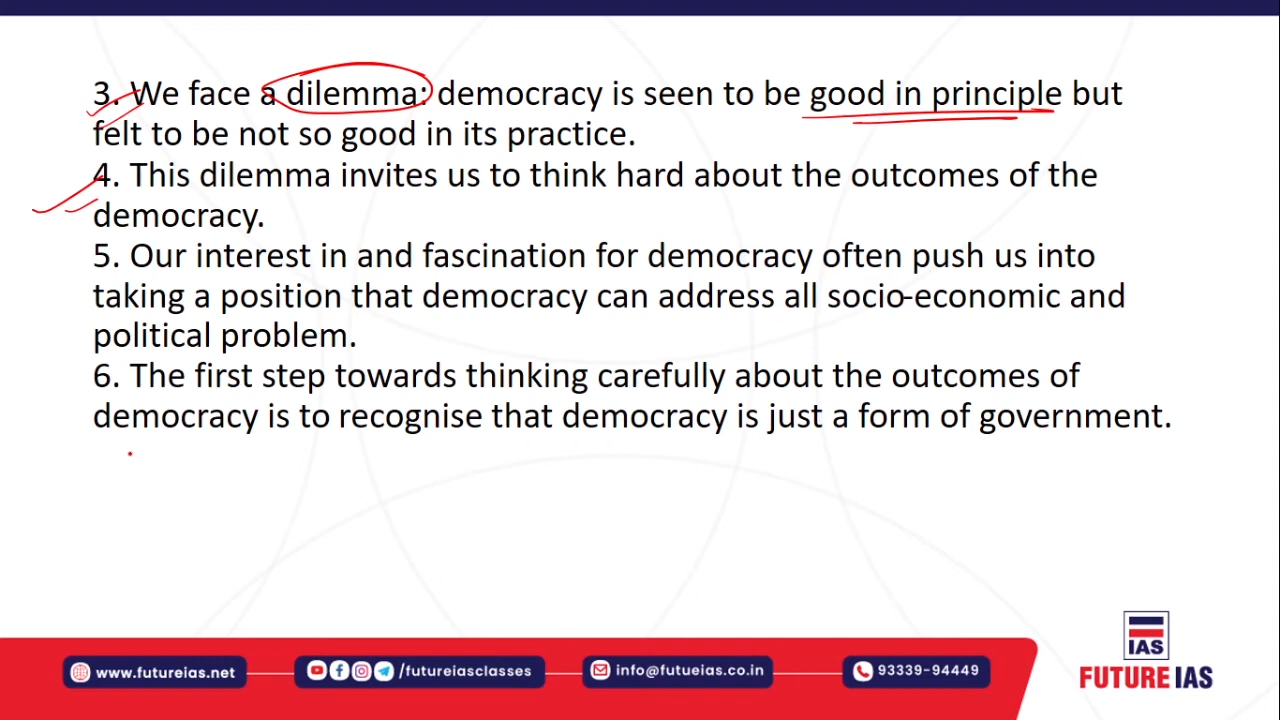 3. We face a dilemma: democracy is seen to be good in principle but
felt to be not so good in its practice.
4. This dilemma invites us to think hard about the outcomes of the
democracy.
5. Our interest in and fascination for democracy often push us into
taking a position that democracy can address all socio-economic and
political problem.
6. The first step towards thinking carefully about the outcomes of
democracy is to recognise that democracy is just a form of government.
IAS
FUTURE IAS
www.futureias.net
/futureiasclasses
info@futueias.co.in
93339-94449